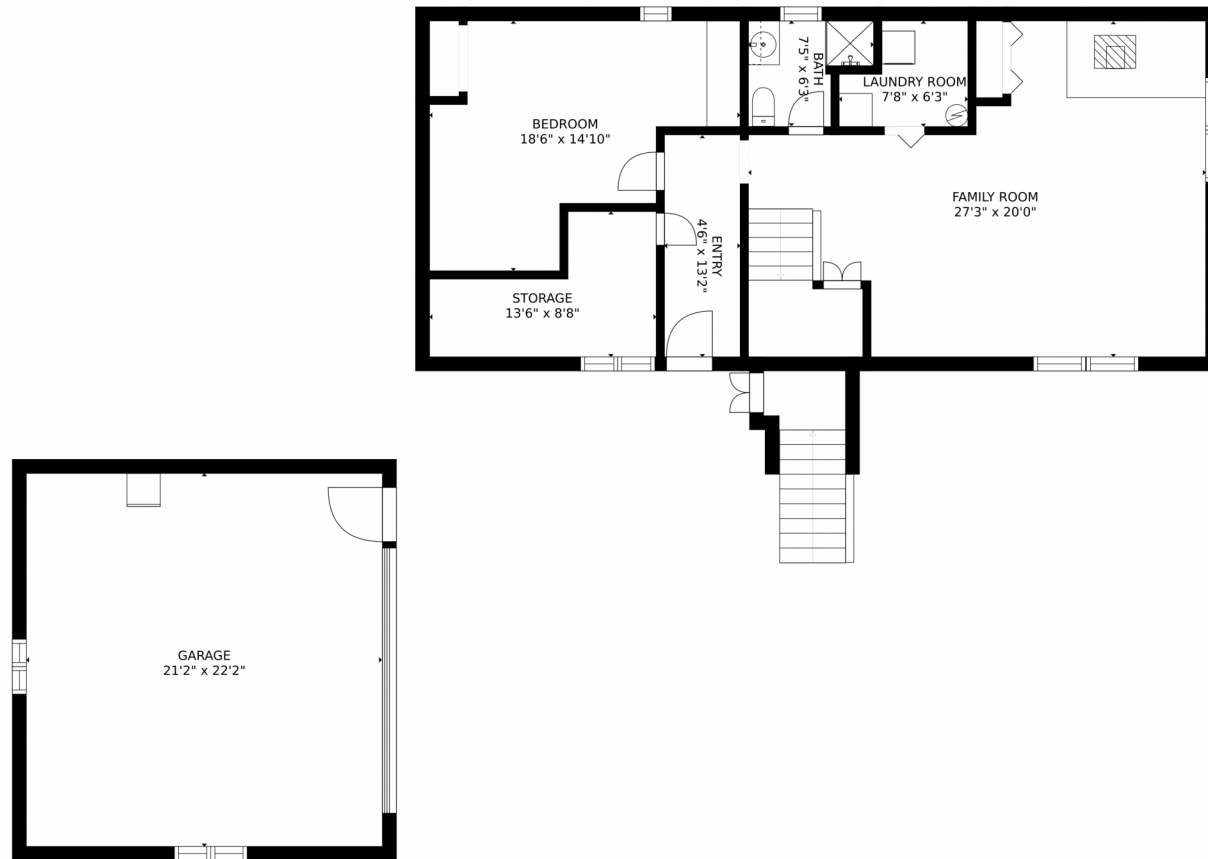 BATH
7'5" x 6'3"
LAUNDRY ROOM
7'8" x 6'3"
BEDROOM
18'6" x 14'10"
FAMILY ROOM
27'3" x 20'0"
ENTRY
4'6" x 13'2"
STORAGE
13'6" x 8'8"
GARAGE
21'2" x 22'2"